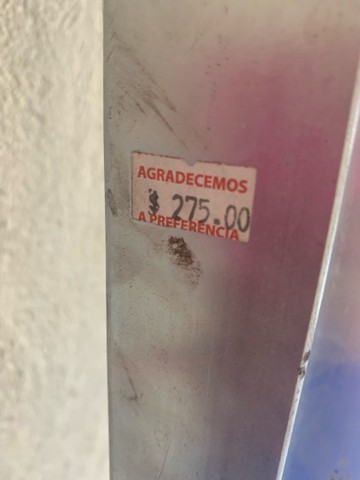 AGRADECEMOS
$ 275.00
A PREFERENCIA